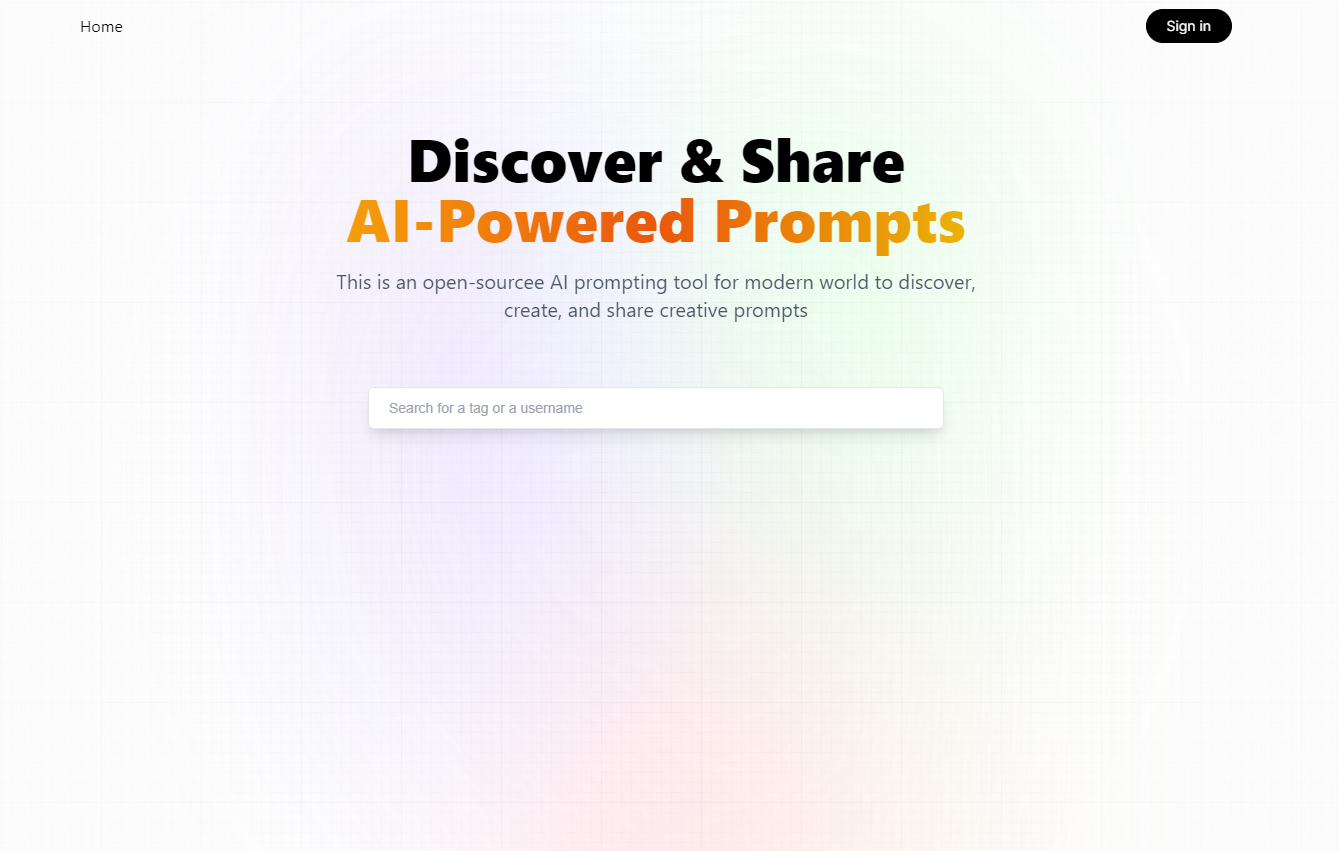 Home
Sign in
Discover & Share
AI-Powered Prompts
This is an open-sourcee AI prompting tool for modern world to discover,
create, and share creative prompts
Search for a tag or a username